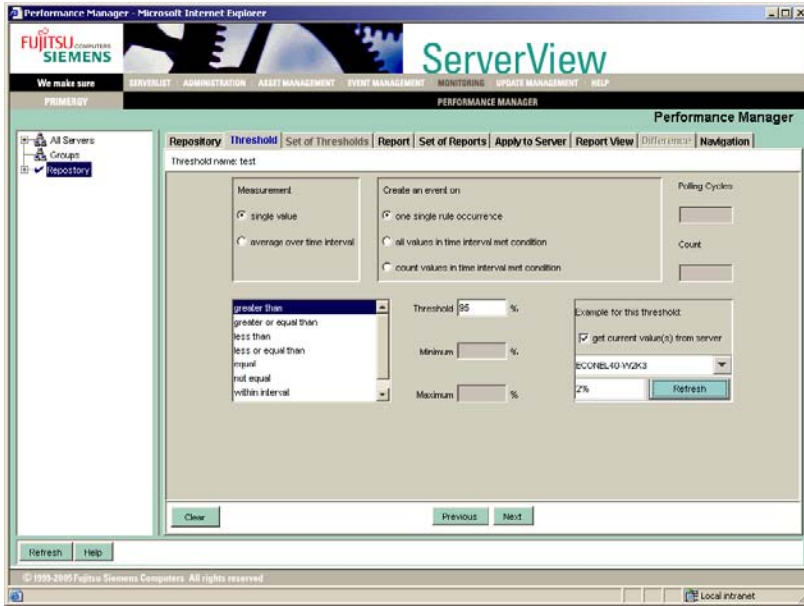 Performance Manager - Microsoft Internet Explorer
FUJITSU COMPUTERS
SIEMENS
ServerView
We make sure
SERVERLIST ADMINISTRATION ASSET MANAGEMENT EVENT MANAGEMENT MONITORING UPDATE MANAGEMENT HELP
PRIMERGY
PERFORMANCE MANAGER
Performance Manager
All Servers
Groups
Repository
Repository Threshold Set of Thresholds Report Set of Reports Apply to Server Report View Difference Navigation
Threshold name: test
Measurement
single value
average over time interval
Create an event on
one single rule occurrence
all values in time interval met condition
count values in time interval met condition
Polling Cycles
Count
greater than
greater or equal than
less than
less or equal than
equal
not equal
within interval
Threshold 95 %
Minimum %
Maximum %
Example for this threshold:
get current value(s) from server
ECONEL40-W2K3
2% Refresh
Clear
Previous Next
Refresh Help
© 1999-2005 Fujitsu Siemens Computers All rights reserved
Local intranet